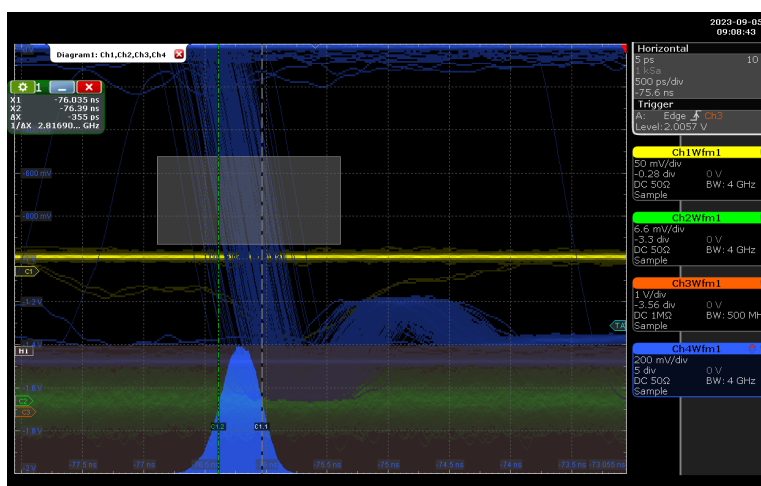 2023-09-05
09:08:43
Diagram1: Ch1,Ch2,Ch3,Ch4
1
X1 -76.035 ns
X2 -76.39 ns
ΔX -355 ps
1/ΔX 2.81690... GHz
Horizontal
5 ps 10
1 kSa
500 ps/div
-75.6 ns
Trigger
A: Edge Ch3
Level: 2.0057 V
Ch1Wfm1
50 mV/div
-0.28 div 0 V
DC 50Ω BW: 4 GHz
Sample
Ch2Wfm1
6.6 mV/div
-3.3 div 0 V
DC 50Ω BW: 4 GHz
Sample
Ch3Wfm1
1 V/div
-3.56 div 0 V
DC 1MΩ BW: 500 MH
Sample
Ch4Wfm1
200 mV/div
5 div 0 V
DC 50Ω BW: 4 GHz
Sample
-800 mV
C1
-1.2 V
TA
H1
-1.6 V
C2
C3
-1.8 V
C1.2
C1.1
-2 V
-77.5 ns
-77 ns
-75.5 ns
-75 ns
-74.5 ns
-74 ns
-73.5 ns
-73.055 ns